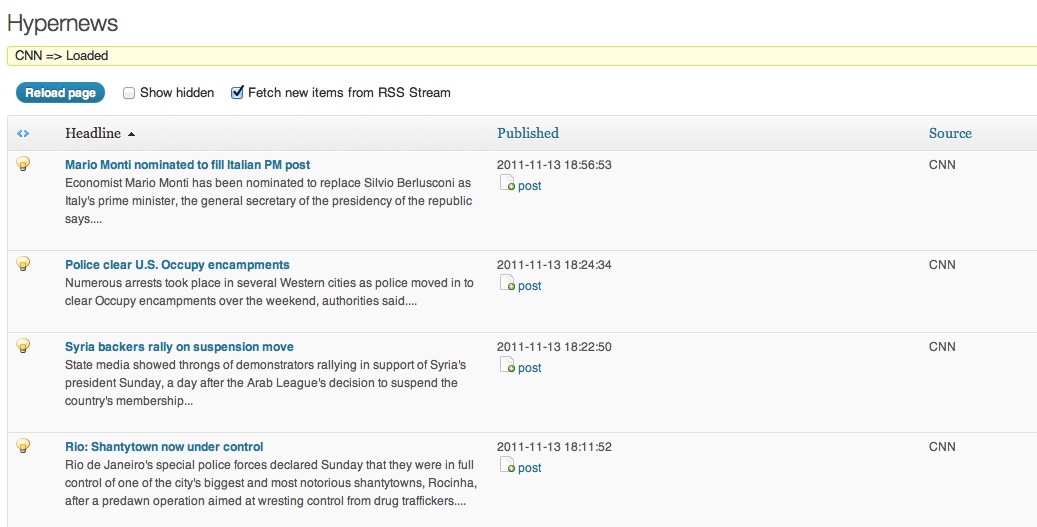 Hypernews
CNN => Loaded
Reload page Show hidden Fetch new items from RSS Stream
Headline Published Source
Mario Monti nominated to fill Italian PM post 2011-11-13 18:56:53 CNN
Economist Mario Monti has been nominated to replace Silvio Berlusconi as post
Italy's prime minister, the general secretary of the presidency of the republic
says....
Police clear U.S. Occupy encampments 2011-11-13 18:24:34 CNN
Numerous arrests took place in several Western cities as police moved in to post
clear Occupy encampments over the weekend, authorities said....
Syria backers rally on suspension move 2011-11-13 18:22:50 CNN
State media showed throngs of demonstrators rallying in support of Syria's post
president Sunday, a day after the Arab League's decision to suspend the
country's membership...
Rio: Shantytown now under control 2011-11-13 18:11:52 CNN
Rio de Janeiro's special police forces declared Sunday that they were in full post
control of one of the city's biggest and most notorious shantytowns, Rocinha,
after a predawn operation aimed at wresting control from drug traffickers....